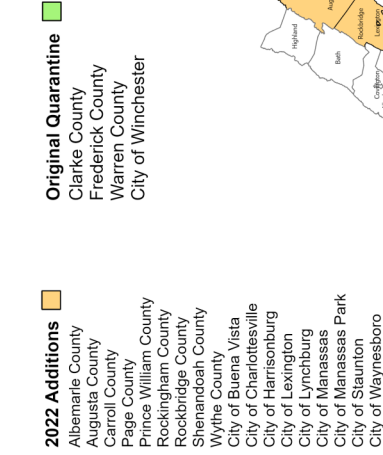 Original Quarantine
Clarke County
Frederick County
Warren County
City of Winchester
2022 Additions
Albemarle County
Augusta County
Carroll County
Page County
Prince William County
Rockingham County
Rockbridge County
Shenandoah County
Wythe County
City of Buena Vista
City of Charlottesville
City of Harrisonburg
City of Lexington
City of Lynchburg
City of Manassas
City of Manassas Park
City of Staunton
City of Waynesboro
Highland
Bath
Rockbridge
Lexington
Aug